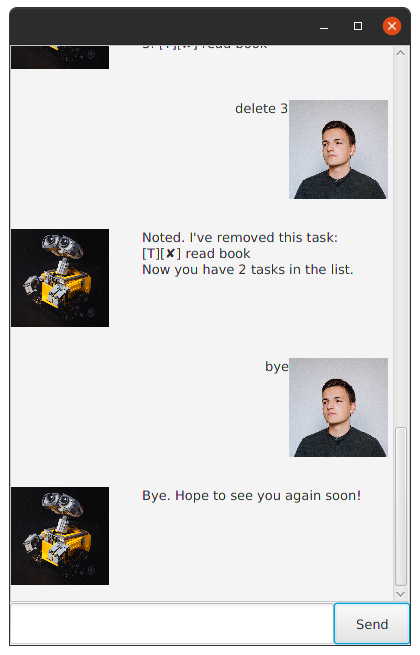 read book
delete 3
Noted. I've removed this task:
[T][✘] read book
Now you have 2 tasks in the list.
bye
Bye. Hope to see you again soon!
Send